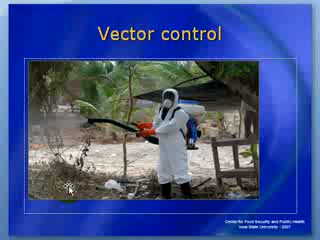 Vector control
Center for Food Security and Public Health
Iowa State University - 2007